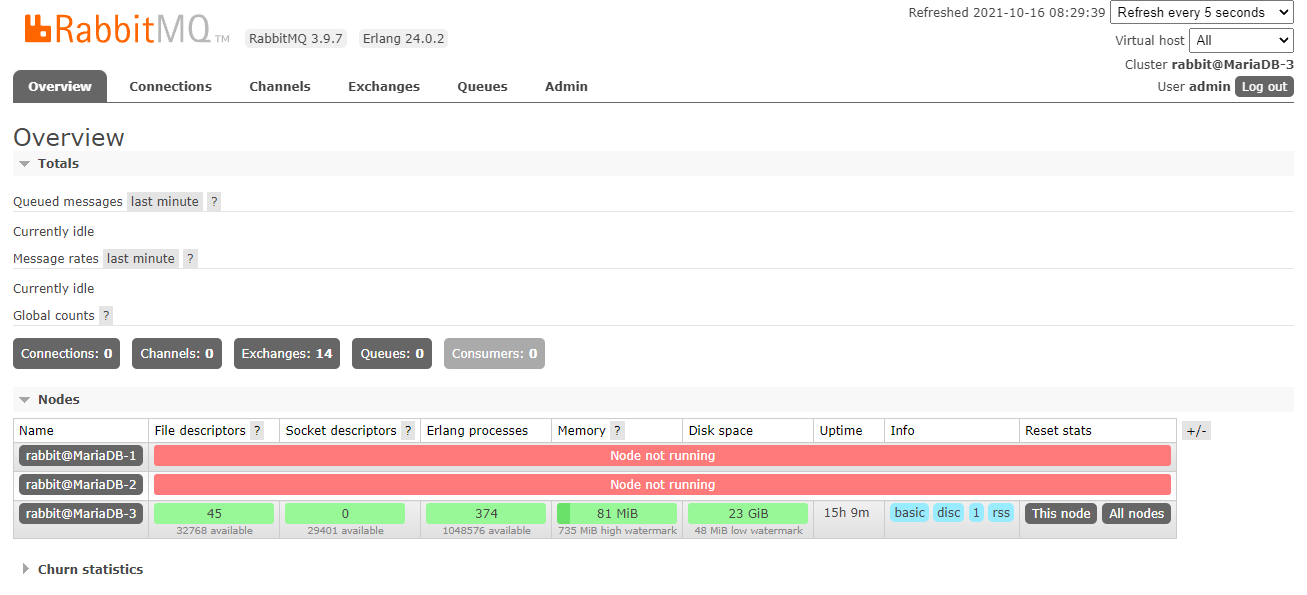 RabbitMQ TM RabbitMQ 3.9.7 Erlang 24.0.2
Refreshed 2021-10-16 08:29:39 Refresh every 5 seconds
Virtual host All
Cluster rabbit@MariaDB-3
User admin Log out
Overview Connections Channels Exchanges Queues Admin
Overview
Totals
Queued messages last minute ?
Currently idle
Message rates last minute ?
Currently idle
Global counts ?
Connections: 0 Channels: 0 Exchanges: 14 Queues: 0 Consumers: 0
Nodes
Name File descriptors ? Socket descriptors ? Erlang processes Memory ? Disk space Uptime Info Reset stats +/-
rabbit@MariaDB-1 Node not running
rabbit@MariaDB-2 Node not running
rabbit@MariaDB-3 45 0 374 81 MiB 23 GiB 15h 9m basic disc 1 rss This node All nodes
32768 available 29401 available 1048576 available 735 MiB high watermark 48 MiB low watermark
Churn statistics